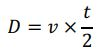 D = v × t/2